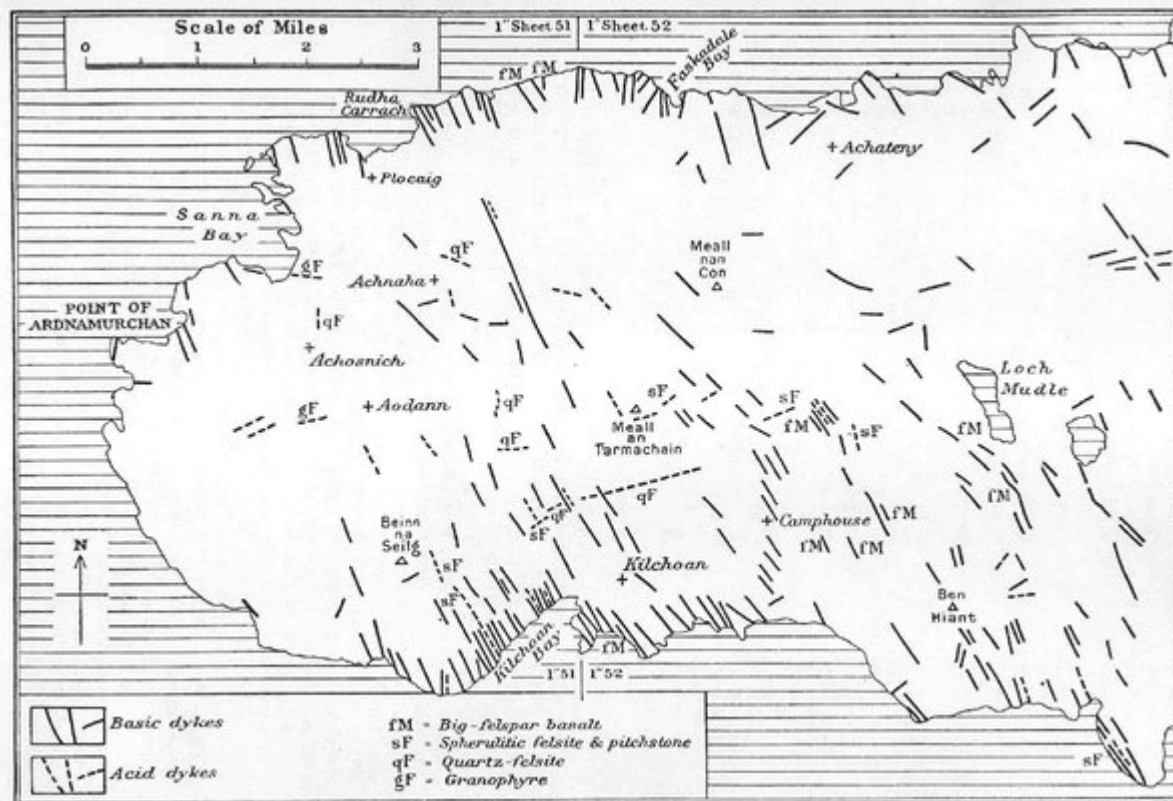 Scale of Miles
0 1 2 3
1" Sheet 51 1" Sheet 52
fM fM
Faskadale Bay
Rudha
Carrach
+ Achateny
+ Plocaig
Sanna
Bay
qF
Meall
nan
Con
gF
Achnaha +
POINT OF
ARDNAMURCHAN
qF
+
Achosnich
Loch
Mudle
sF sF
gF + Aodann qF
Meall
an
Tarmachain
fM sF fM
qF
qF fM
sF + Camphouse fM
fM fM
Beinn
na
Seilg
N
sF Kilchoan
+
Ben
Hiant
sF
Kilchoan
Bay
fM
1" 51 1" 52
Basic dykes
Acid dykes
fM = Big-felspar basalt
sF = Spherulitic felsite & pitchstone
qF = Quartz-felsite
gF = Granophyre
sF